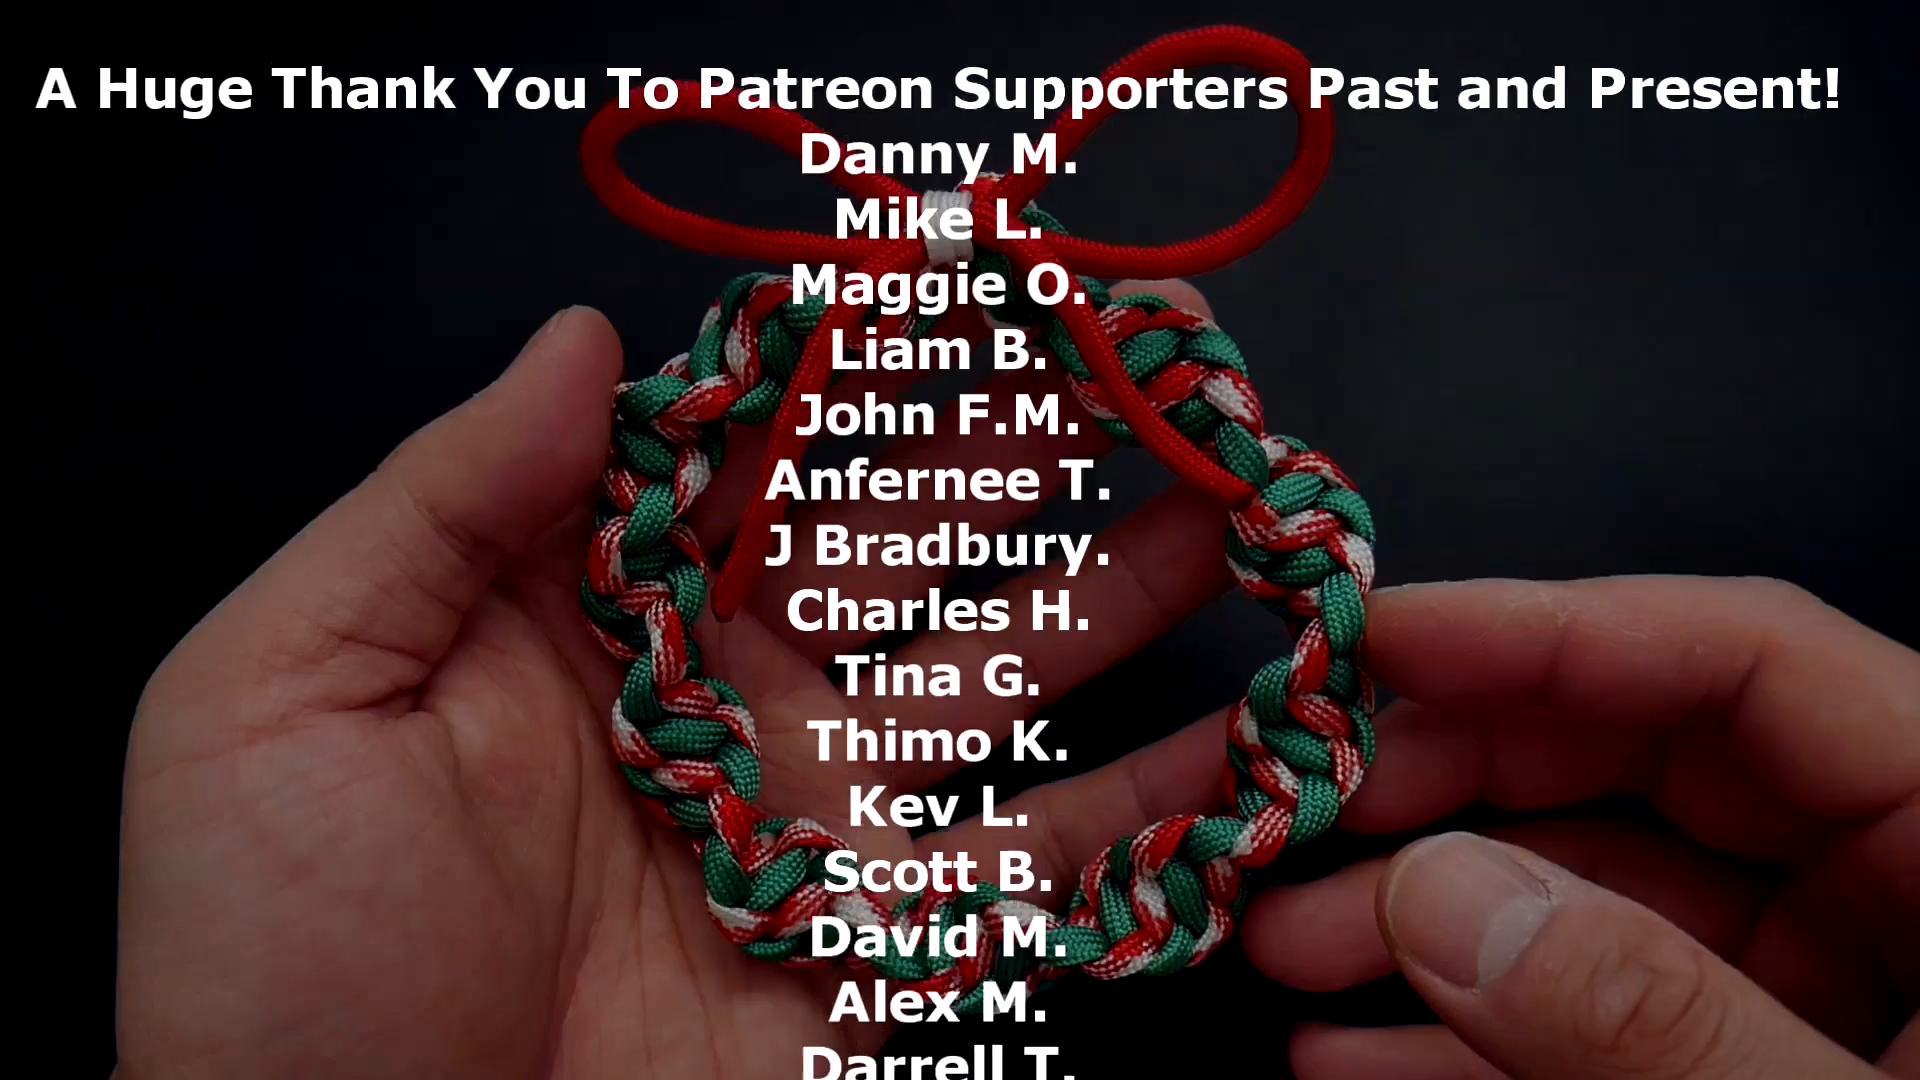 A Huge Thank You To Patreon Supporters Past and Present!
Danny M.
Mike L.
Maggie O.
Liam B.
John F.M.
Anfernee T.
J Bradbury.
Charles H.
Tina G.
Thimo K.
Kev L.
Scott B.
David M.
Alex M.
Darrell T.